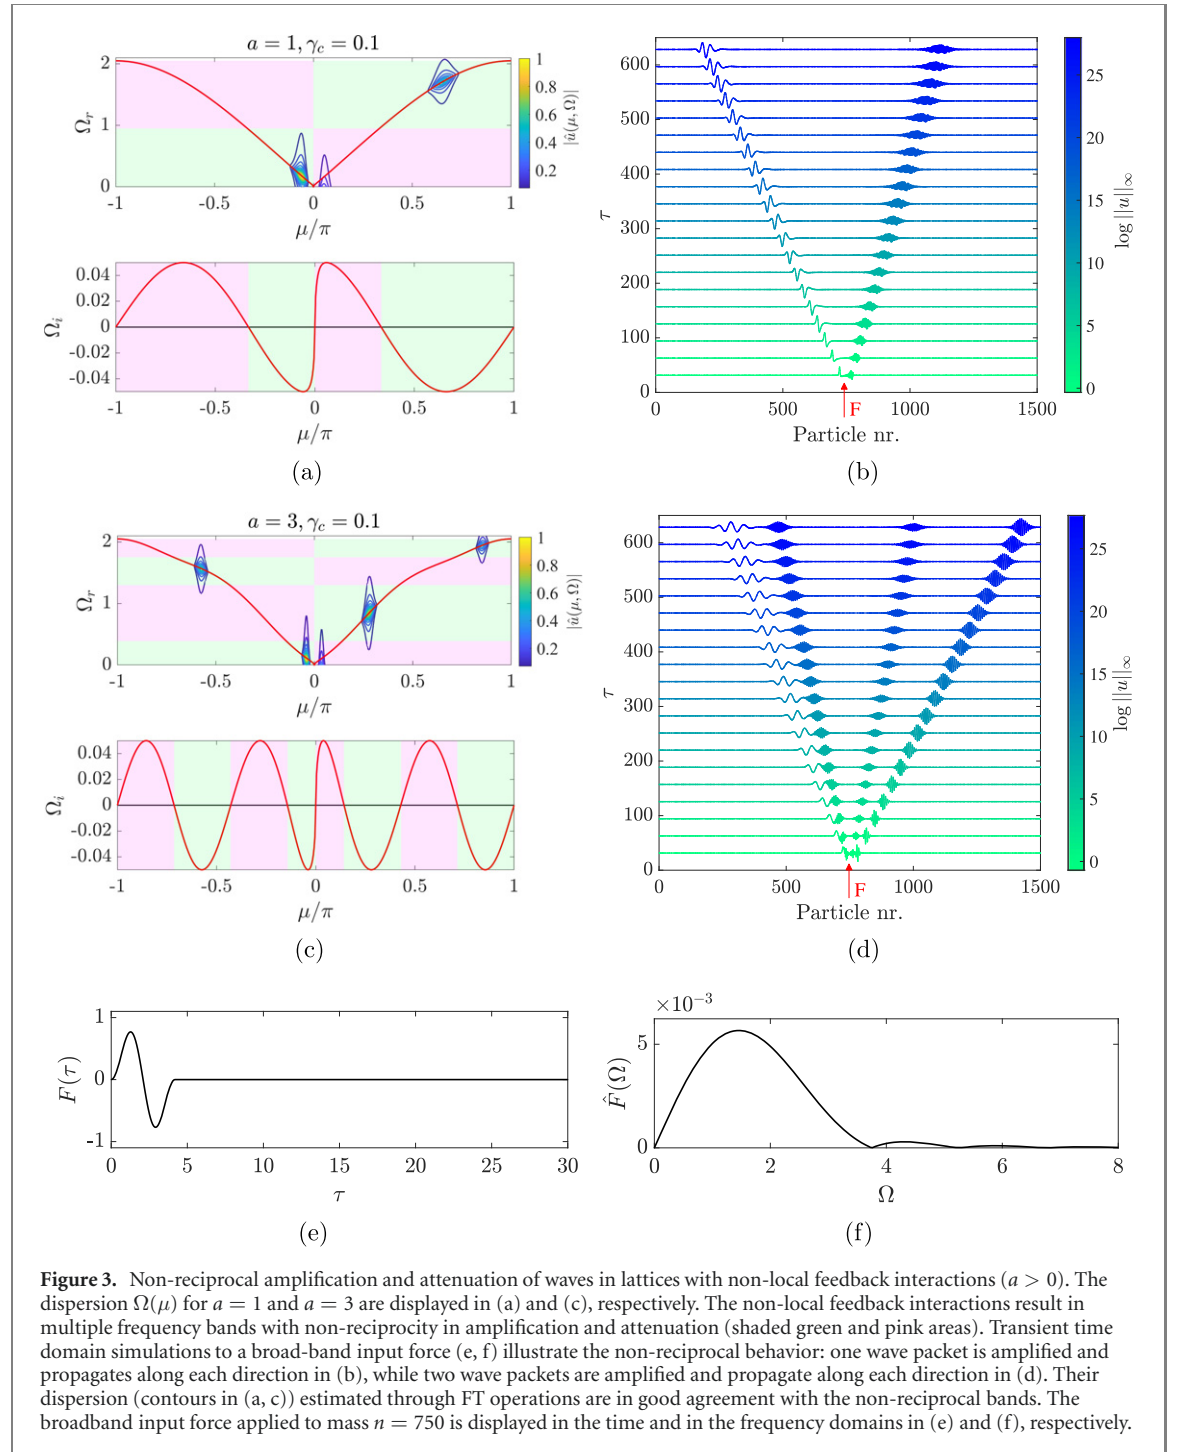 a = 1, γc = 0.1
2
1
0
Ωr
-1
-0.5
0
0.5
1
μ/π
1
0.8
0.6
0.4
0.2
|û(μ, Ω)|
0.04
0.02
0
-0.02
-0.04
Ωi
-1
-0.5
0
0.5
1
μ/π
(a)
600
500
400
300
200
100
0
τ
0
500
1000
1500
F
Particle nr.
25
20
15
10
5
0
log ||u||∞
(b)
a = 3, γc = 0.1
2
1
0
Ωr
-1
-0.5
0
0.5
1
μ/π
1
0.8
0.6
0.4
0.2
|û(μ, Ω)|
0.04
0.02
0
-0.02
-0.04
Ωi
-1
-0.5
0
0.5
1
μ/π
(c)
600
500
400
300
200
100
0
τ
0
500
1000
1500
F
Particle nr.
25
20
15
10
5
0
log ||u||∞
(d)
1
0
-1
F(τ)
0
5
10
15
20
25
30
τ
(e)
×10⁻³
5
0
F̂(Ω)
0
2
4
6
8
Ω
(f)
Figure 3. Non-reciprocal amplification and attenuation of waves in lattices with non-local feedback interactions (a > 0). The
dispersion Ω(μ) for a = 1 and a = 3 are displayed in (a) and (c), respectively. The non-local feedback interactions result in
multiple frequency bands with non-reciprocity in amplification and attenuation (shaded green and pink areas). Transient time
domain simulations to a broad-band input force (e, f) illustrate the non-reciprocal behavior: one wave packet is amplified and
propagates along each direction in (b), while two wave packets are amplified and propagate along each direction in (d). Their
dispersion (contours in (a, c)) estimated through FT operations are in good agreement with the non-reciprocal bands. The
broadband input force applied to mass n = 750 is displayed in the time and in the frequency domains in (e) and (f), respectively.